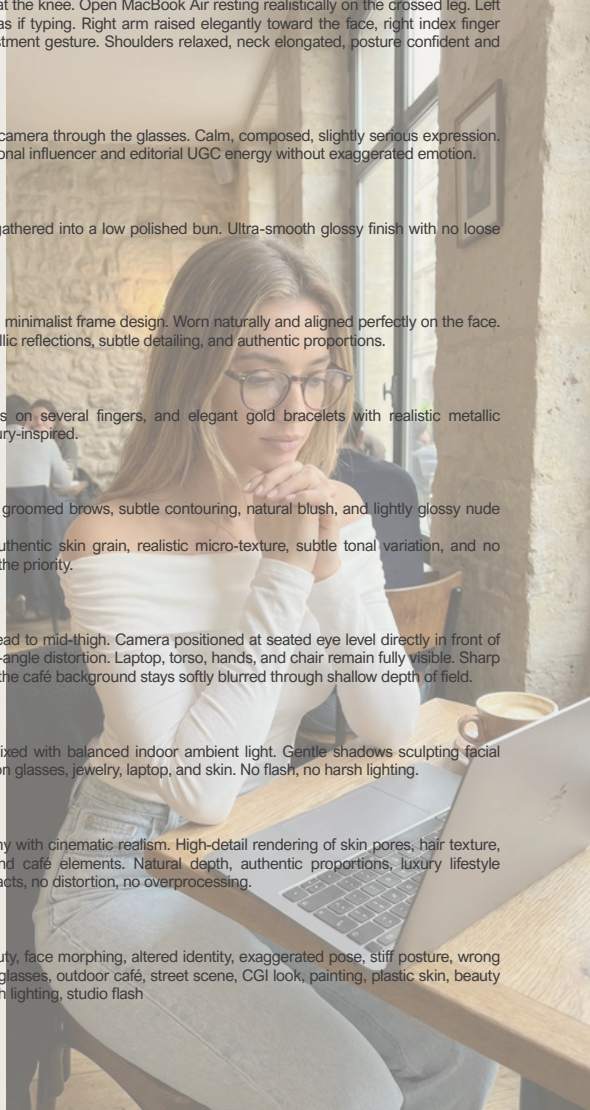 at the knee. Open MacBook Air resting realistically on the crossed leg. Left
as if typing. Right arm raised elegantly toward the face, right index finger
stment gesture. Shoulders relaxed, neck elongated, posture confident and
camera through the glasses. Calm, composed, slightly serious expression.
onal influencer and editorial UGC energy without exaggerated emotion.
gathered into a low polished bun. Ultra-smooth glossy finish with no loose
minimalist frame design. Worn naturally and aligned perfectly on the face.
llic reflections, subtle detailing, and authentic proportions.
s on several fingers, and elegant gold bracelets with realistic metallic
ury-inspired.
groomed brows, subtle contouring, natural blush, and lightly glossy nude
uthentic skin grain, realistic micro-texture, subtle tonal variation, and no
the priority.
ead to mid-thigh. Camera positioned at seated eye level directly in front of
-angle distortion. Laptop, torso, hands, and chair remain fully visible. Sharp
the café background stays softly blurred through shallow depth of field.
ixed with balanced indoor ambient light. Gentle shadows sculpting facial
on glasses, jewelry, laptop, and skin. No flash, no harsh lighting.
hy with cinematic realism. High-detail rendering of skin pores, hair texture,
nd café elements. Natural depth, authentic proportions, luxury lifestyle
acts, no distortion, no overprocessing.
uty, face morphing, altered identity, exaggerated pose, stiff posture, wrong
glasses, outdoor café, street scene, CGI look, painting, plastic skin, beauty
h lighting, studio flash